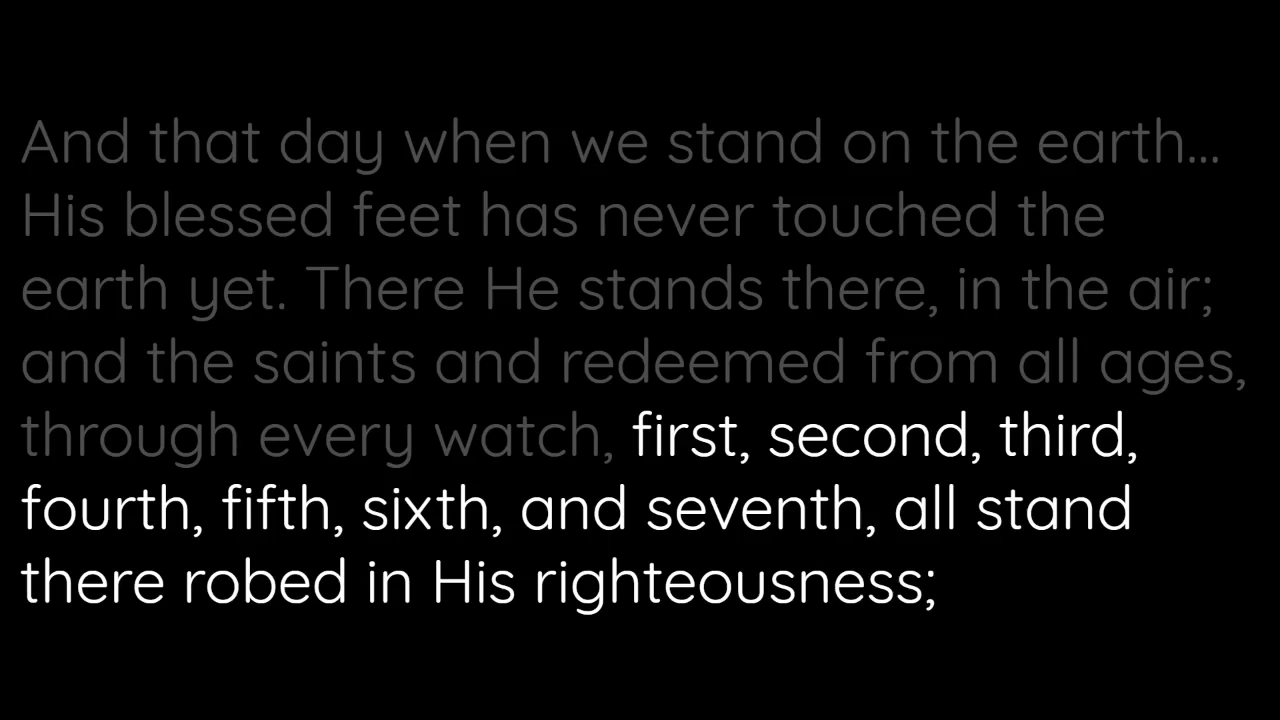 And that day when we stand on the earth...
His blessed feet has never touched the
earth yet. There He stands there, in the air;
and the saints and redeemed from all ages,
through every watch, first, second, third,
fourth, fifth, sixth, and seventh, all stand
there robed in His righteousness;